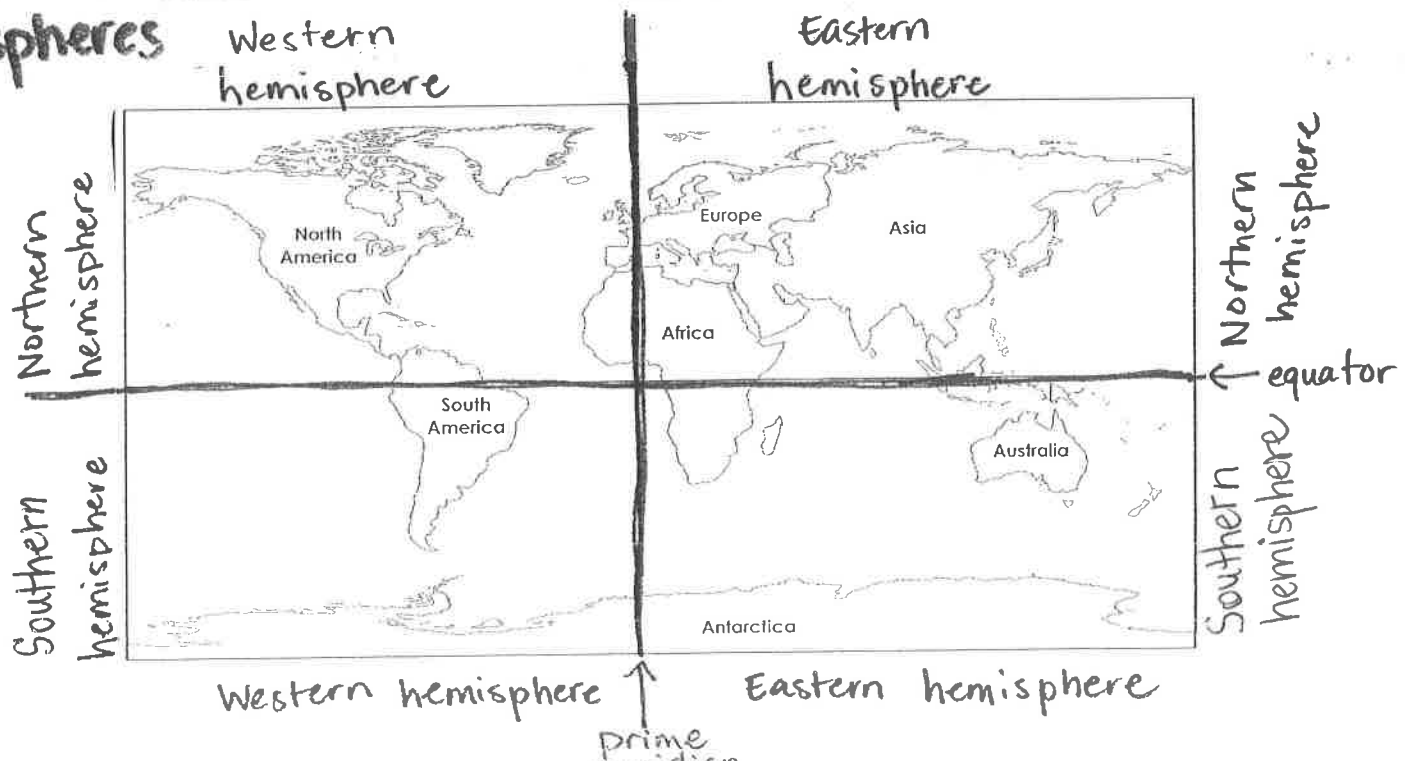 spheres
Western
hemisphere
Eastern
hemisphere
Northern
hemisphere
North
America
Europe
Asia
Africa
Northern
hemisphere
equator
South
America
Australia
Southern
hemisphere
Southern
hemisphere
Antarctica
Western hemisphere
Eastern hemisphere
prime